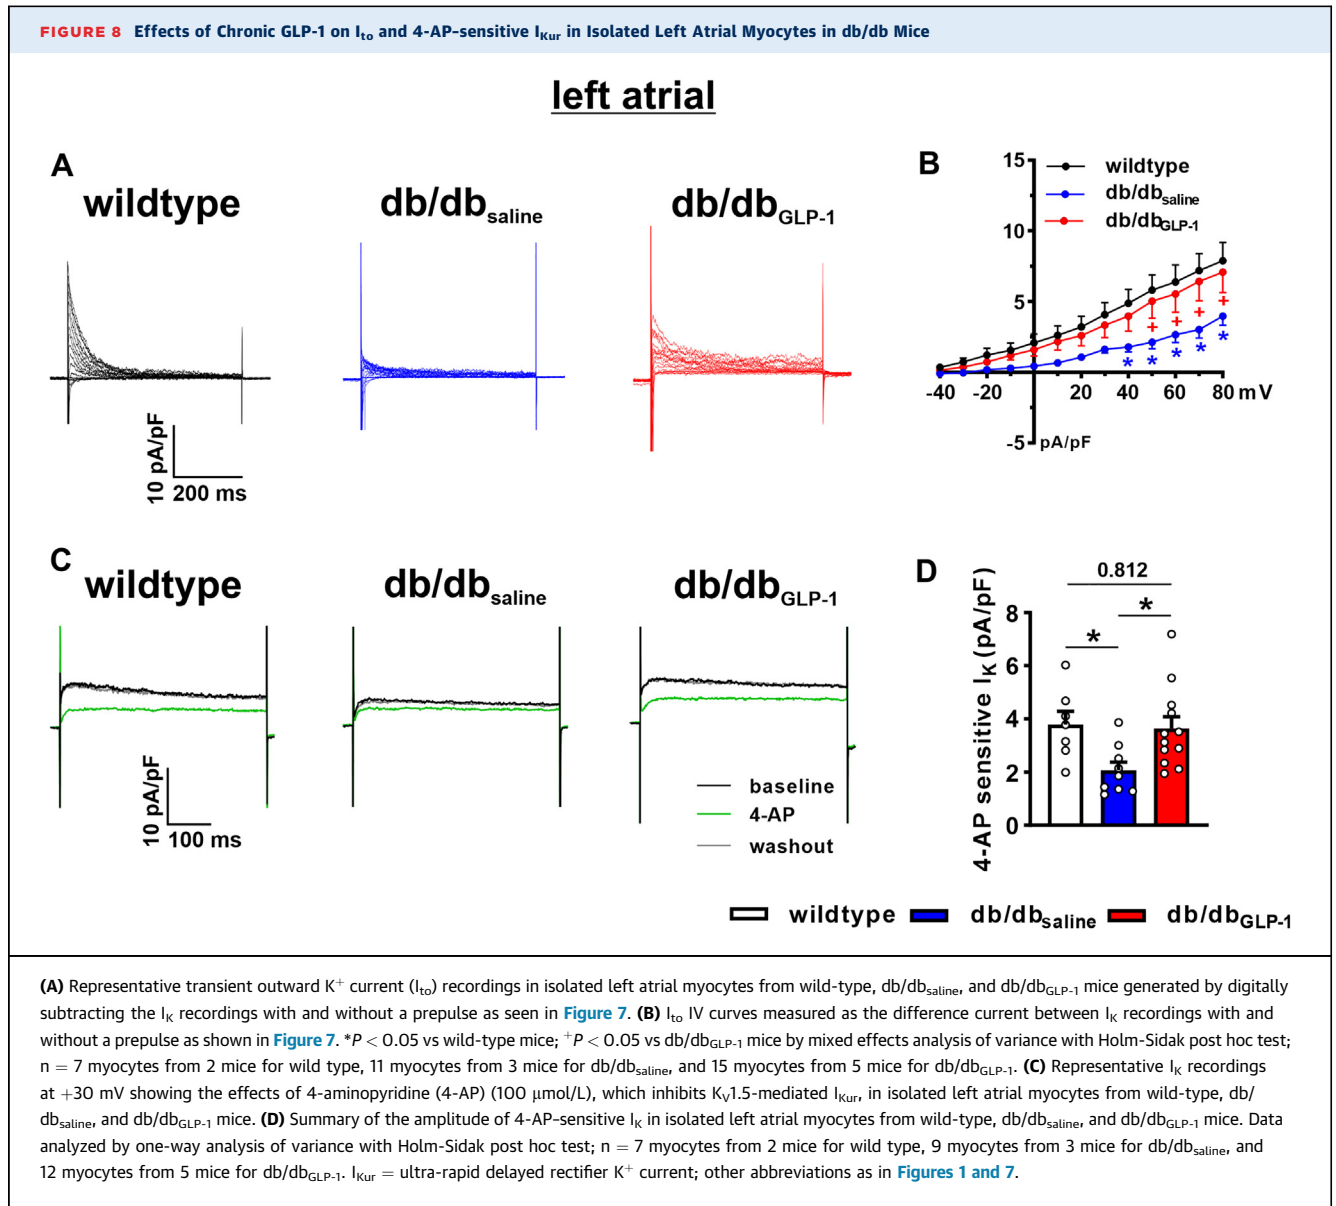 FIGURE 8 Effects of Chronic GLP-1 on Ito and 4-AP-sensitive IKur in Isolated Left Atrial Myocytes in db/db Mice
left atrial
A
wildtype
db/dbsaline
db/dbGLP-1
10 pA/pF
200 ms
B
wildtype
db/dbsaline
db/dbGLP-1
15
10
5
-40 -20 20 40 60 80 mV
-5 pA/pF
+ + + +
* * * * *
C
wildtype
db/dbsaline
db/dbGLP-1
10 pA/pF
100 ms
baseline
4-AP
washout
D
4-AP sensitive IK (pA/pF)
0.812
*
*
8
6
4
2
0
wildtype db/dbsaline db/dbGLP-1
(A) Representative transient outward K+ current (Ito) recordings in isolated left atrial myocytes from wild-type, db/dbsaline, and db/dbGLP-1 mice generated by digitally
subtracting the IK recordings with and without a prepulse as seen in Figure 7. (B) Ito IV curves measured as the difference current between IK recordings with and
without a prepulse as shown in Figure 7. *P < 0.05 vs wild-type mice; +P < 0.05 vs db/dbGLP-1 mice by mixed effects analysis of variance with Holm-Sidak post hoc test;
n = 7 myocytes from 2 mice for wild type, 11 myocytes from 3 mice for db/dbsaline, and 15 myocytes from 5 mice for db/dbGLP-1. (C) Representative IK recordings
at +30 mV showing the effects of 4-aminopyridine (4-AP) (100 μmol/L), which inhibits KV1.5-mediated IKur, in isolated left atrial myocytes from wild-type, db/
dbsaline, and db/dbGLP-1 mice. (D) Summary of the amplitude of 4-AP-sensitive IK in isolated left atrial myocytes from wild-type, db/dbsaline, and db/dbGLP-1 mice. Data
analyzed by one-way analysis of variance with Holm-Sidak post hoc test; n = 7 myocytes from 2 mice for wild type, 9 myocytes from 3 mice for db/dbsaline, and
12 myocytes from 5 mice for db/dbGLP-1. IKur = ultra-rapid delayed rectifier K+ current; other abbreviations as in Figures 1 and 7.